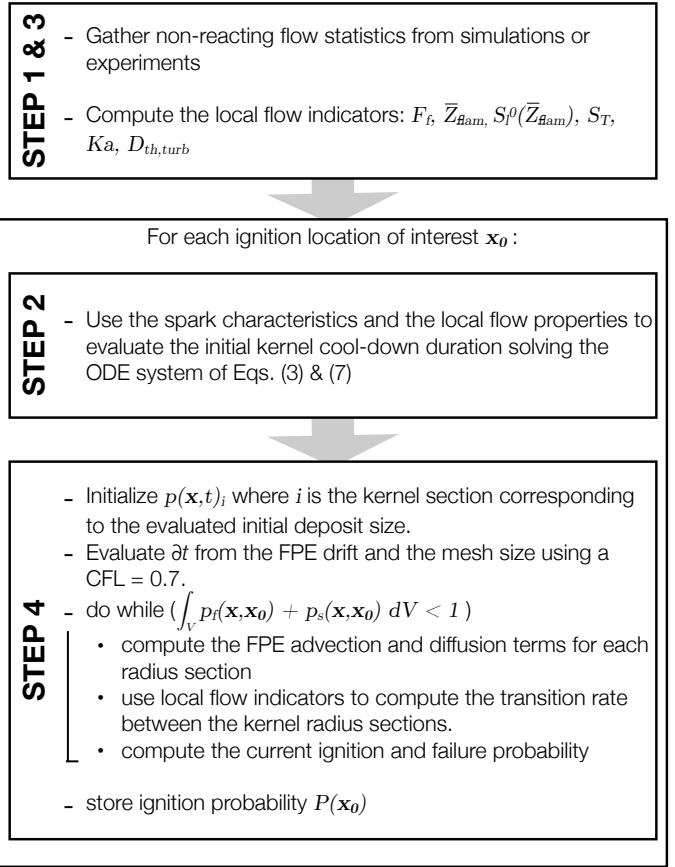 STEP 1 & 3
- Gather non-reacting flow statistics from simulations or
experiments
- Compute the local flow indicators: F_f, Z̅_flam, S_l⁰(Z̅_flam), S_T,
Ka, D_th,turb
For each ignition location of interest x₀ :
STEP 2
- Use the spark characteristics and the local flow properties to
evaluate the initial kernel cool-down duration solving the
ODE system of Eqs. (3) & (7)
STEP 4
- Initialize p(x,t)_i where i is the kernel section corresponding
to the evaluated initial deposit size.
- Evaluate ∂t from the FPE drift and the mesh size using a
CFL = 0.7.
- do while (∫_V p_f(x,x₀) + p_s(x,x₀) dV < 1 )
• compute the FPE advection and diffusion terms for each
radius section
• use local flow indicators to compute the transition rate
between the kernel radius sections.
• compute the current ignition and failure probability
- store ignition probability P(x₀)